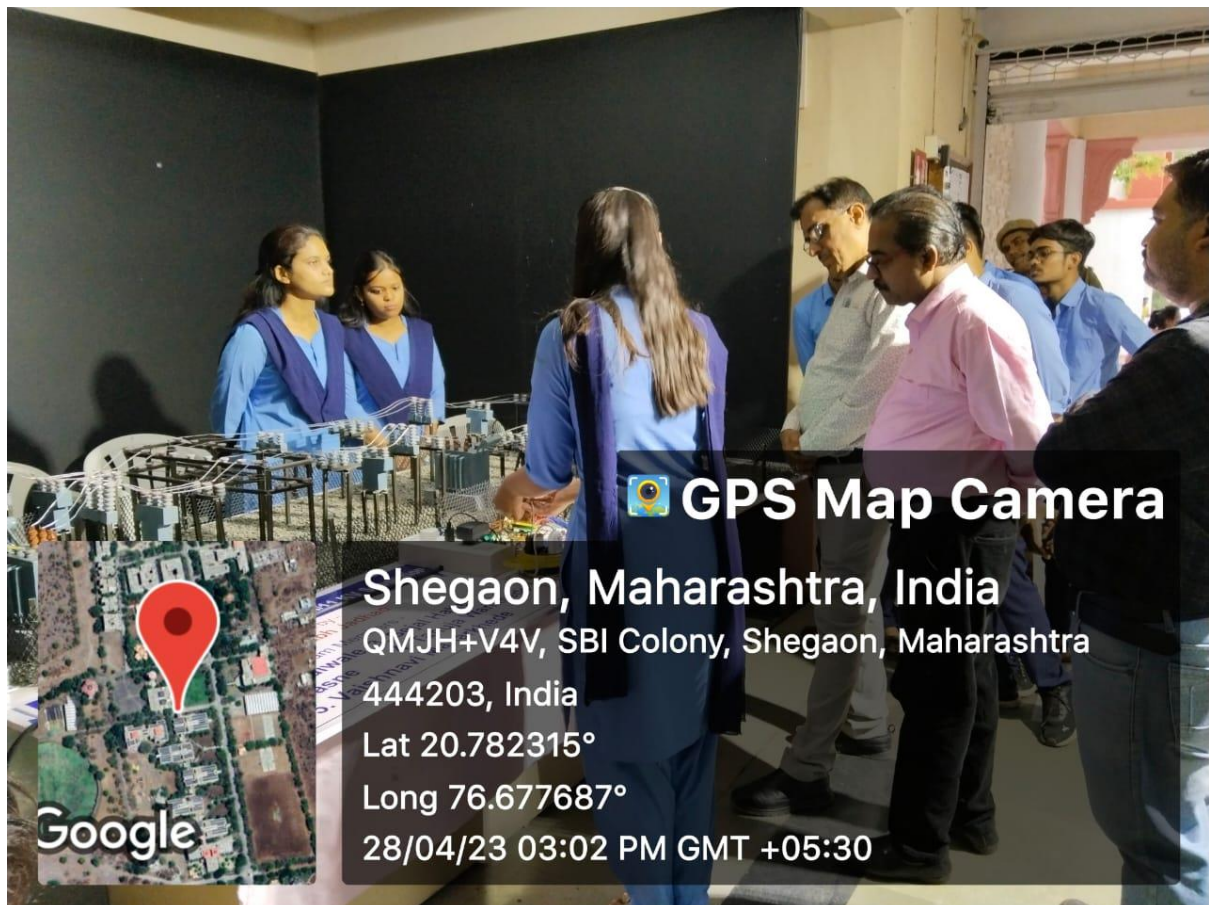 GPS Map Camera
Shegaon, Maharashtra, India
QMJH+V4V, SBI Colony, Shegaon, Maharashtra
444203, India
Lat 20.782315°
Long 76.677687°
28/04/23 03:02 PM GMT +05:30
Google
Vaishnavi